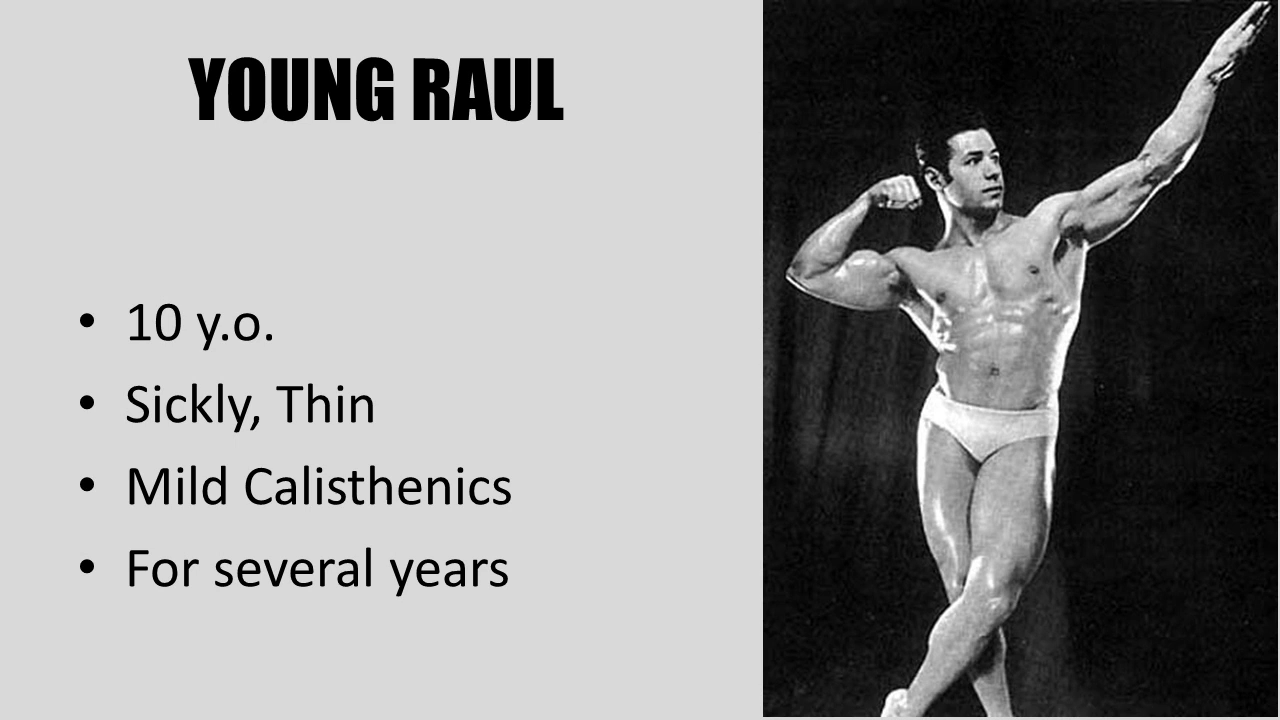 YOUNG RAUL
• 10 y.o.
• Sickly, Thin
• Mild Calisthenics
• For several years